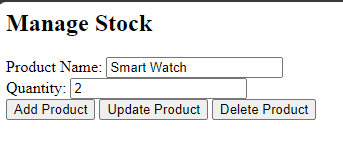 Manage Stock
Product Name: Smart Watch
Quantity: 2
Add Product Update Product Delete Product